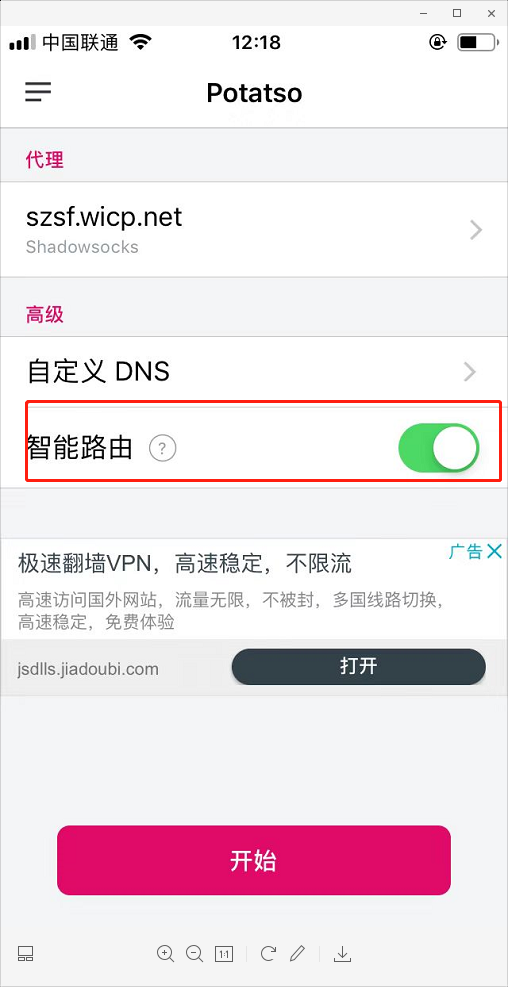 中国联通
12:18
Potatso
代理
szsf.wicp.net
Shadowsocks
高级
自定义 DNS
智能路由 ?
广告
极速翻墙VPN，高速稳定，不限流
高速访问国外网站，流量无限，不被封，多国线路切换，
高速稳定，免费体验
jsdlls.jiadoubi.com
打开
开始
1:1